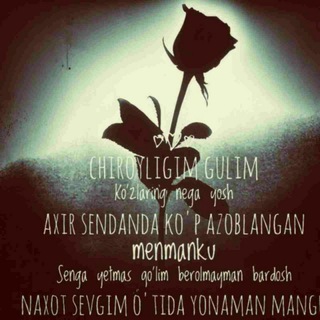 CHIROYLIGIM GULIM
Ko'zlaring nega yosh
AXIR SENDANDA KO'P AZOBLANGAN
menmanku
Senga yetmas qo'lim berolmayman bardosh
NAXOT SEVGIM O'TIDA YONAMAN MANGU